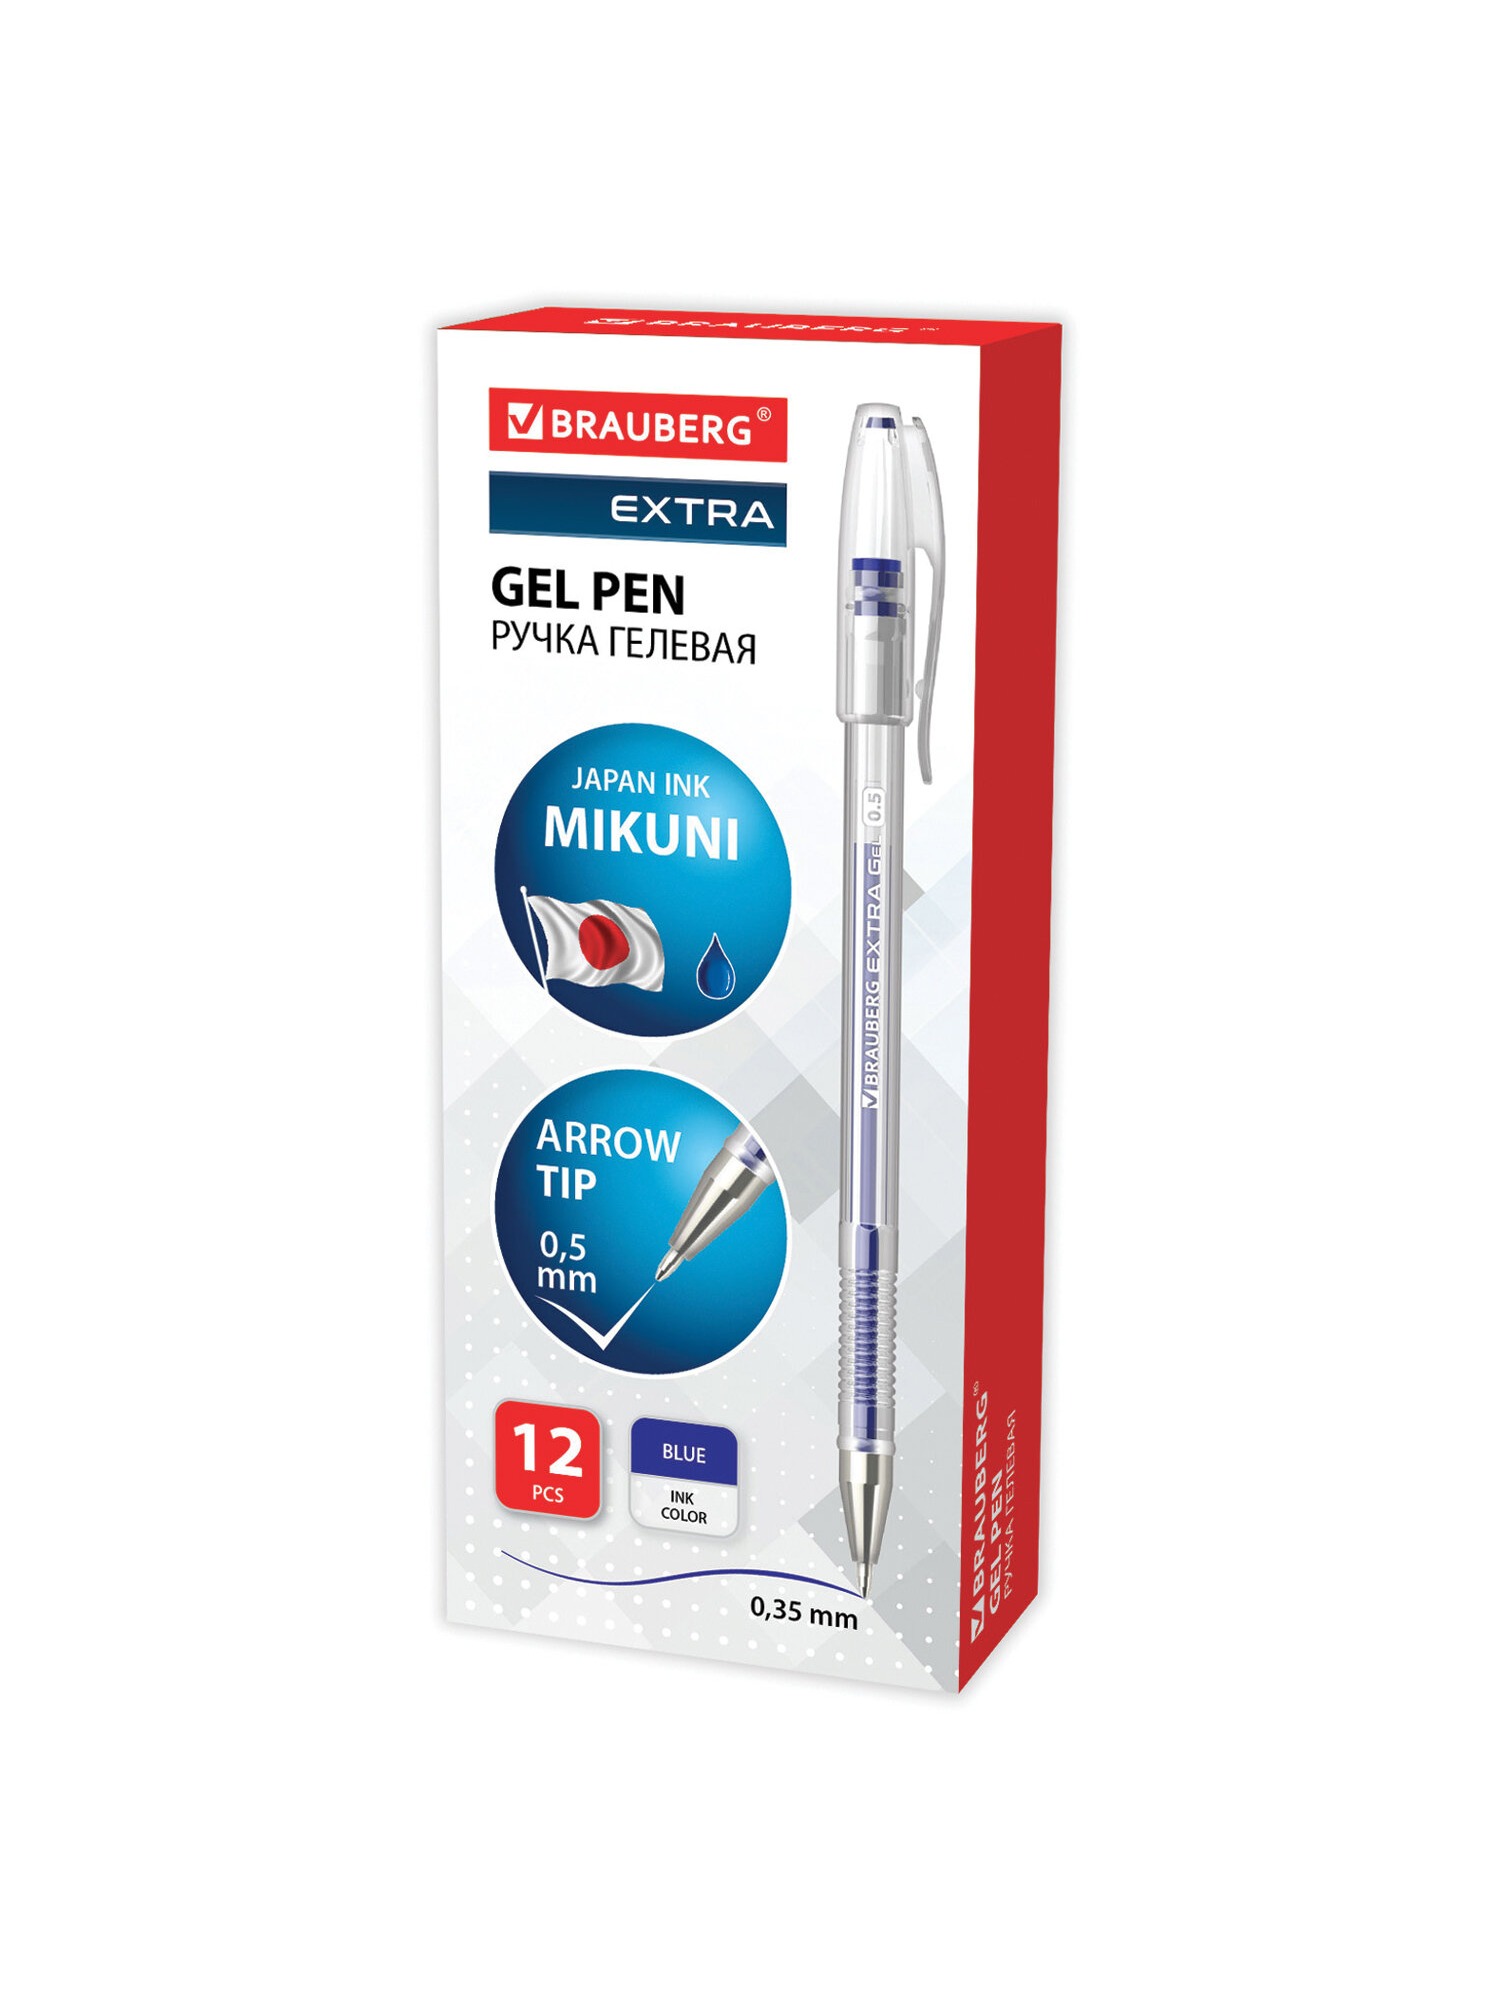 BRAUBERG®
BRAUBERG®
EXTRA
GEL PEN
РУЧКА ГЕЛЕВАЯ
JAPAN INK
MIKUNI
ARROW
TIP
0,5
mm
12
PCS
BLUE
INK
COLOR
0,35 mm
BRAUBERG EXTRA GEL 0.5
BRAUBERG®
GEL PEN
РУЧКА ГЕЛЕВАЯ